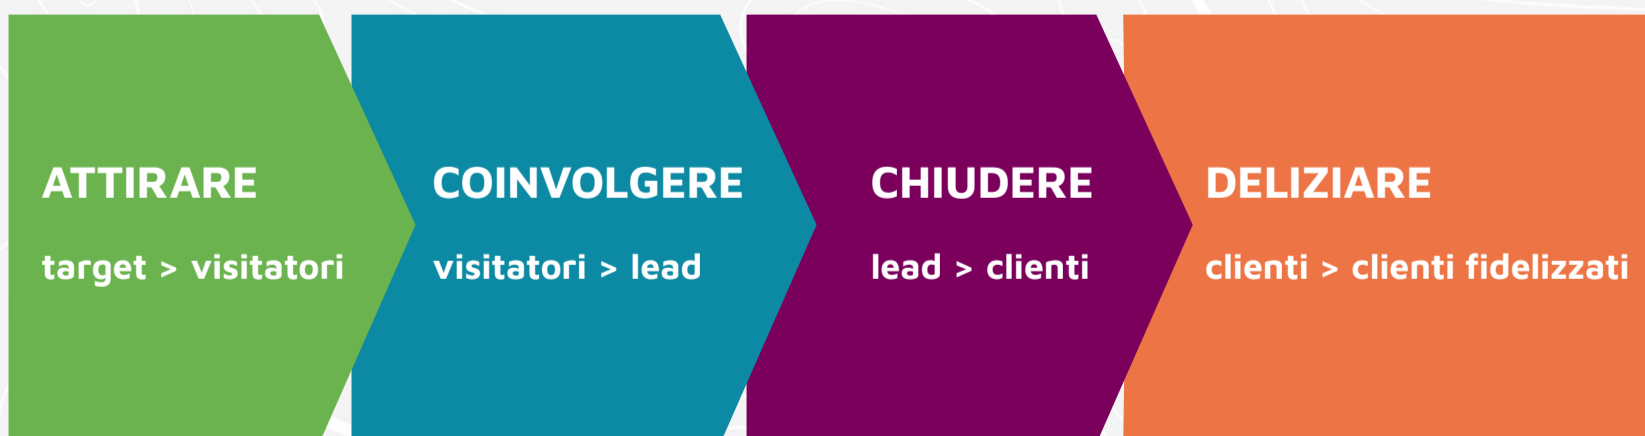 ATTIRARE
target > visitatori
COINVOLGERE
visitatori > lead
CHIUDERE
lead > clienti
DELIZIARE
clienti > clienti fidelizzati